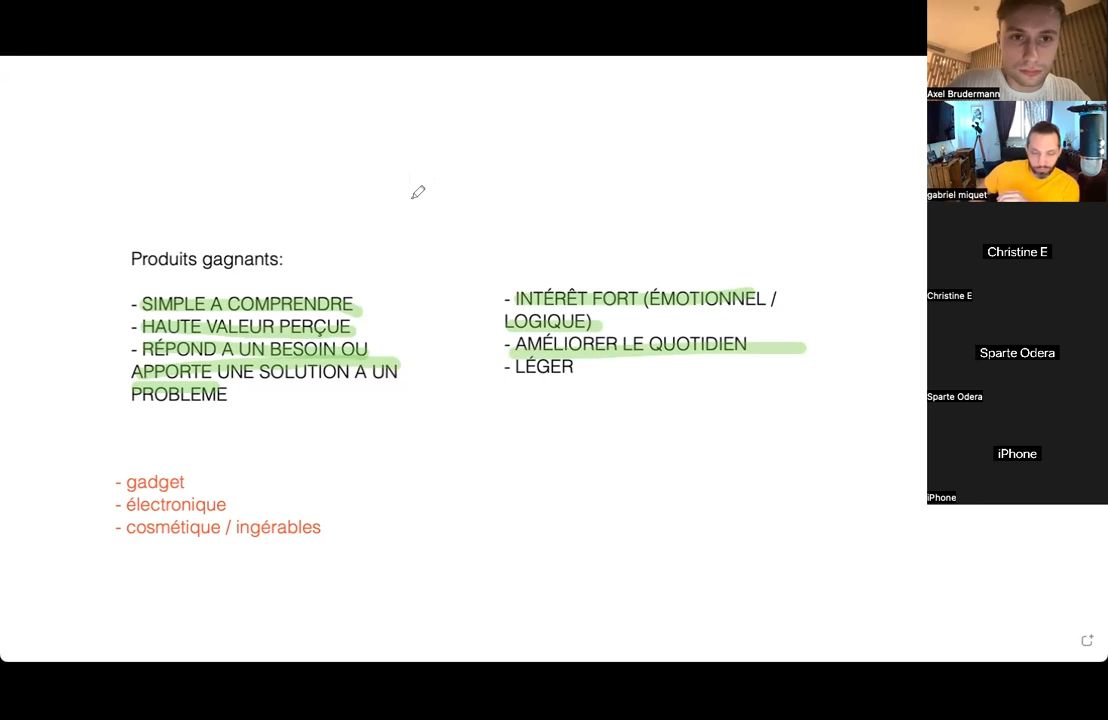 Produits gagnants:
- SIMPLE A COMPRENDRE
- HAUTE VALEUR PERÇUE
- RÉPOND A UN BESOIN OU
APPORTE UNE SOLUTION A UN
PROBLEME
- INTÉRÊT FORT (ÉMOTIONNEL /
LOGIQUE)
- AMÉLIORER LE QUOTIDIEN
- LÉGER
- gadget
- électronique
- cosmétique / ingérables
Axel Brudermann
gabriel miquet
Christine E
Christine E
Sparte Odera
Sparte Odera
iPhone
iPhone